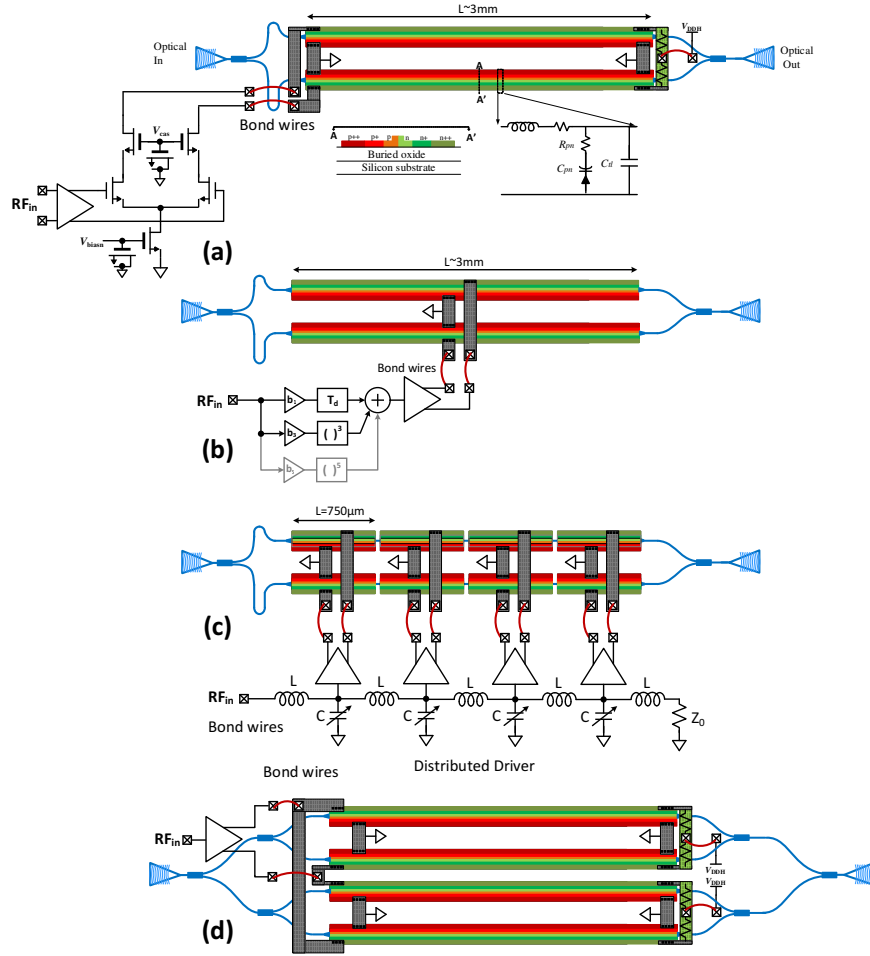 L~3mm
V_DDH
Optical
In
Optical
Out
A
A'
Bond wires
A
A'
p++ p+ p n n+ n++
Buried oxide
Silicon substrate
R_pn
C_pn
C_tl
V_cas
RF_in
V_biasn
(a)
L~3mm
Bond wires
RF_in
b_1
T_d
+
b_3
( )^3
b_1
( )^5
(b)
L=750μm
(c)
L
L
L
L
L
RF_in
Bond wires
C
C
C
C
Z_0
Bond wires
Distributed Driver
RF_in
V_DDH
V_DDH
(d)